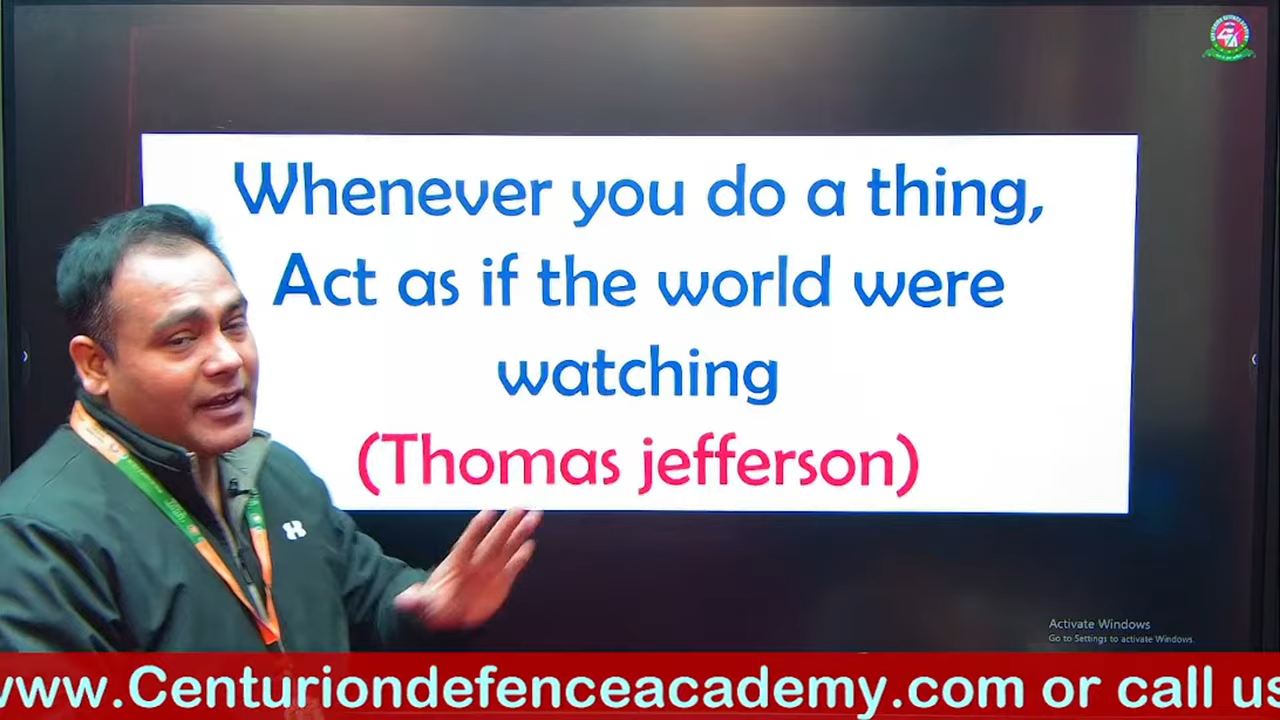 Whenever you do a thing,
Act as if the world were
watching
(Thomas jefferson)
Activate Windows
Go to Settings to activate Windows.
www.Centuriondefenceacademy.com or call us